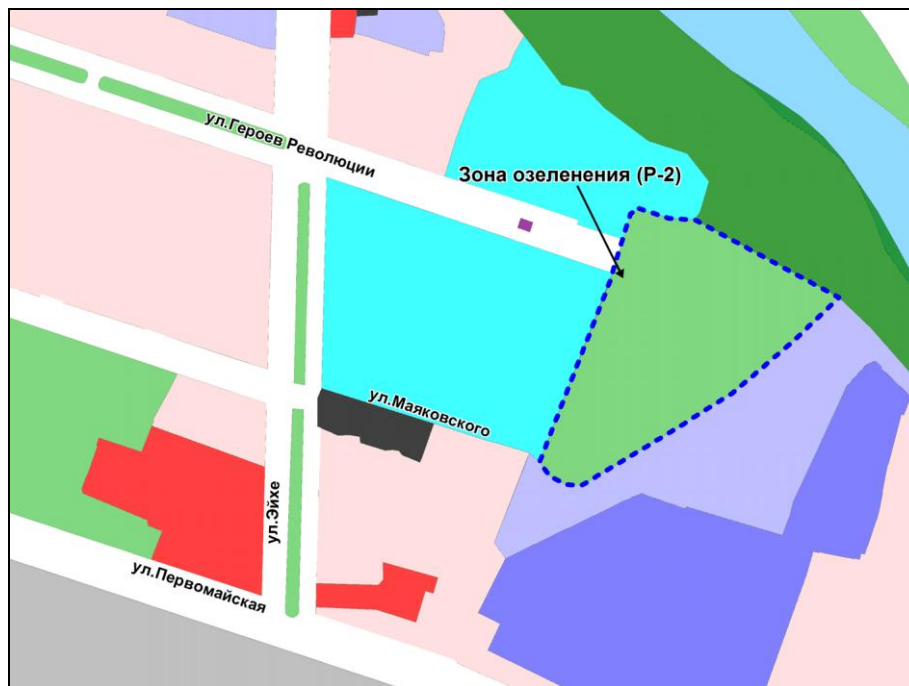 ул.Героев Революции
Зона озеленения (Р-2)
ул.Маяковского
ул.Эйхе
ул.Первомайская